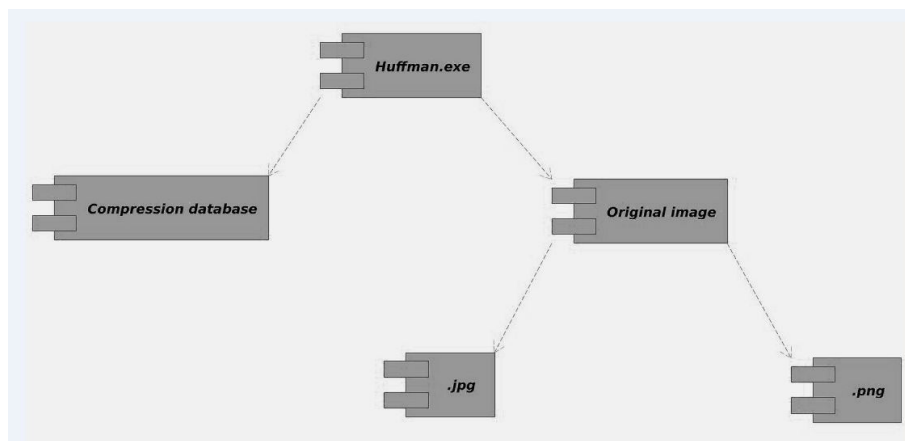 Huffman.exe
Compression database
Original image
.jpg
.png